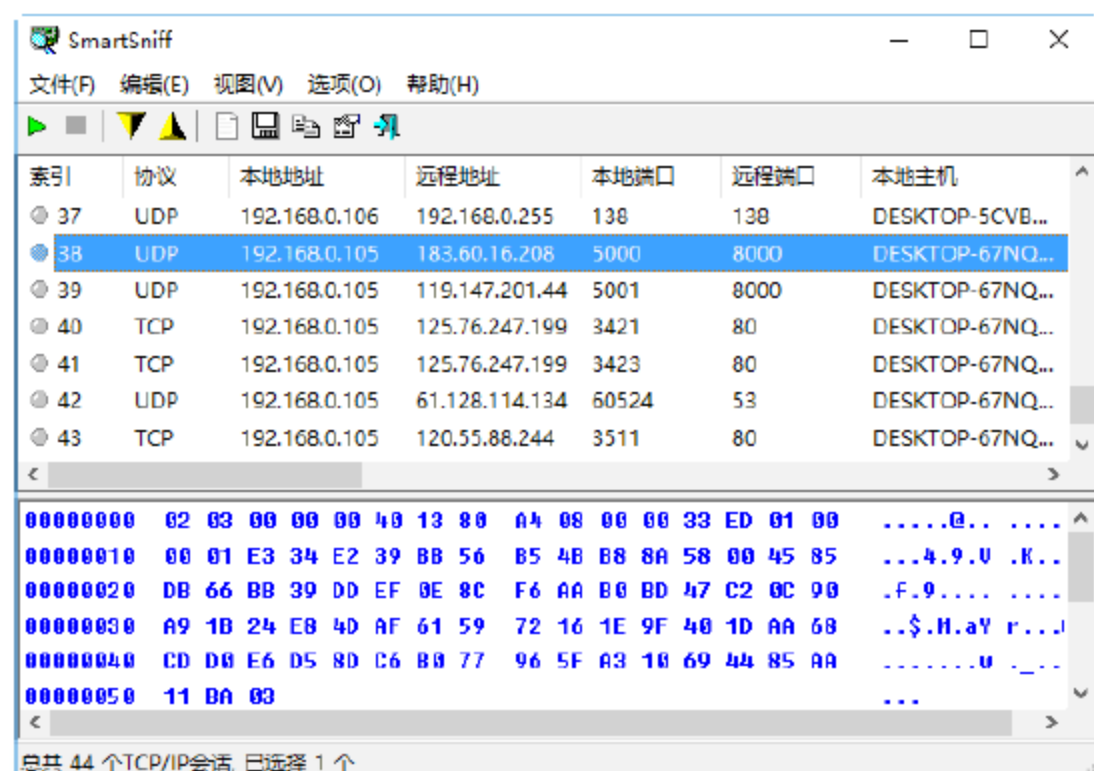 SmartSniff
文件(F) 编辑(E) 视图(V) 选项(O) 帮助(H)
索引 协议 本地地址 远程地址 本地端口 远程端口 本地主机
37 UDP 192.168.0.106 192.168.0.255 138 138 DESKTOP-5CVB...
38 UDP 192.168.0.105 183.60.16.208 5000 8000 DESKTOP-67NQ...
39 UDP 192.168.0.105 119.147.201.44 5001 8000 DESKTOP-67NQ...
40 TCP 192.168.0.105 125.76.247.199 3421 80 DESKTOP-67NQ...
41 TCP 192.168.0.105 125.76.247.199 3423 80 DESKTOP-67NQ...
42 UDP 192.168.0.105 61.128.114.134 60524 53 DESKTOP-67NQ...
43 TCP 192.168.0.105 120.55.88.244 3511 80 DESKTOP-67NQ...
00000000 02 03 00 00 00 40 13 80 A4 08 00 00 33 ED 01 00 .....@.. ....
00000010 00 01 E3 34 E2 39 BB 56 B5 4B B8 8A 58 00 45 85 ...4.9.V .K..
00000020 DB 66 BB 39 DD EF 0E 8C F6 AA B0 BD 47 C2 0C 90 .f.9.... ....
00000030 A9 1B 24 E8 4D AF 61 59 72 16 1E 9F 40 1D AA 68 ..$.M.aY r...
00000040 CD D0 E6 D5 8D C6 B0 77 96 5F A3 10 69 44 85 AA .......w ._..
00000050 11 BA 03 ...
总共 44 个TCP/IP会话, 已选择 1 个